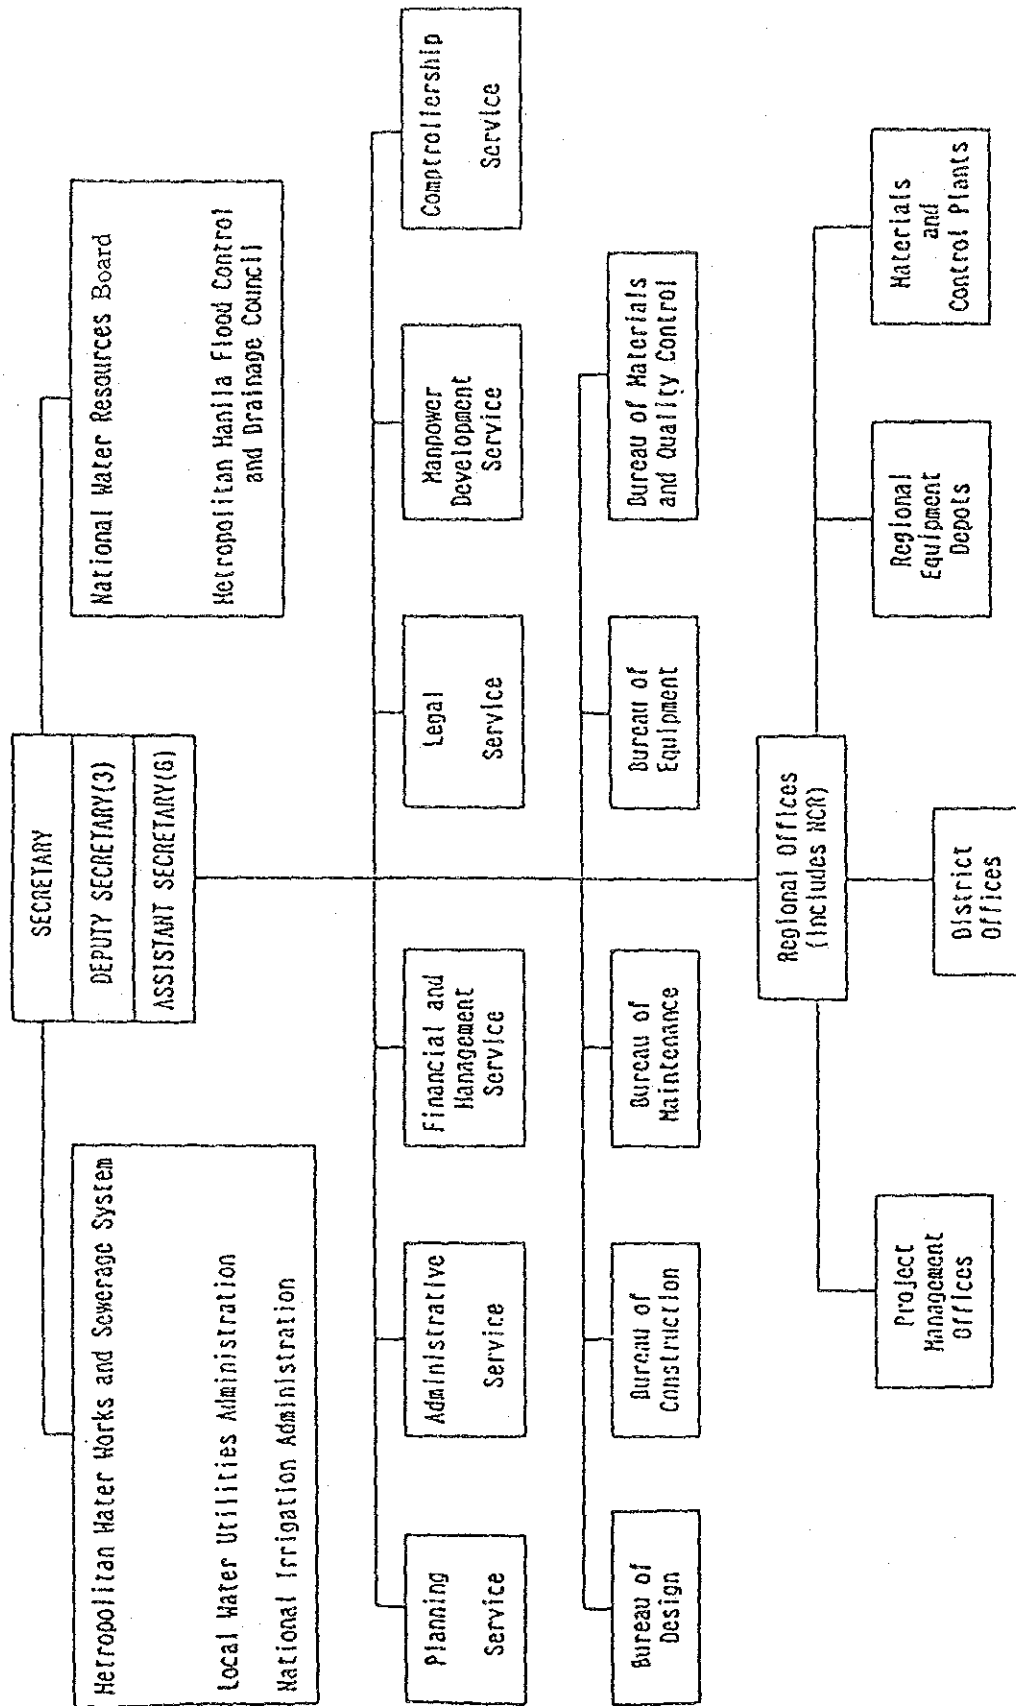 SECRETARY
DEPUTY SECRETARY(3)
ASSISTANT SECRETARY(6)
Metropolitan Water Works and Sewerage System
Local Water Utilities Administration
National Irrigation Administration
National Water Resources Board
Metropolitan Manila Flood Control
and Drainage Council
Planning
Service
Administrative
Service
Financial and
Management
Service
Legal
Service
Manpower
Development
Service
Comptrollership
Service
Bureau of
Design
Bureau of
Construction
Bureau of
Maintenance
Bureau of
Equipment
Bureau of Materials
and Quality Control
Regional Offices
(Includes NCR)
Project
Management
Offices
District
Offices
Regional
Equipment
Depots
Materials
and
Control Plants